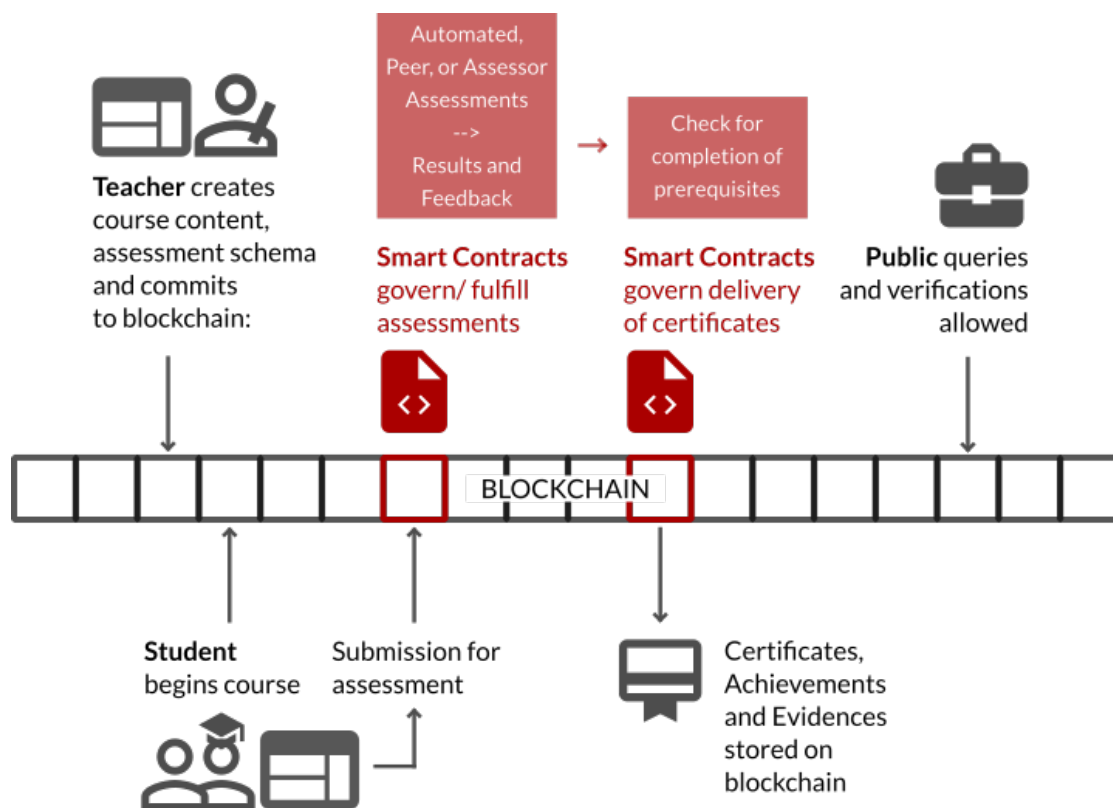 Automated,
Peer, or Assessor
Assessments
-->
Results and
Feedback
→
Check for
completion of
prerequisites
Teacher creates
course content,
assessment schema
and commits
to blockchain:
Smart Contracts
govern/ fulfill
assessments
Smart Contracts
govern delivery
of certificates
Public queries
and verifications
allowed
<>
<>
BLOCKCHAIN
Student
begins course
Submission for
assessment
Certificates,
Achievements
and Evidences
stored on
blockchain